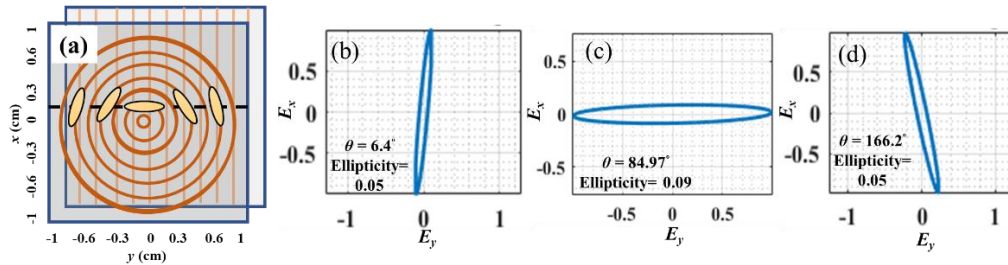 (a)
x (cm)
1
0.6
0.3
0
-0.3
-0.6
-1
-1 -0.6 -0.3 0 0.3 0.6 1
y (cm)
(b)
E_x
0.5
0
-0.5
θ = 6.4°
Ellipticity=
0.05
-1 0 1
E_y
(c)
E_x
0.5
0
-0.5
θ = 84.97°
Ellipticity= 0.09
-0.5 0 0.5
E_y
(d)
E_x
0.5
0
-0.5
θ = 166.2°
Ellipticity=
0.05
-1 0 1
E_y